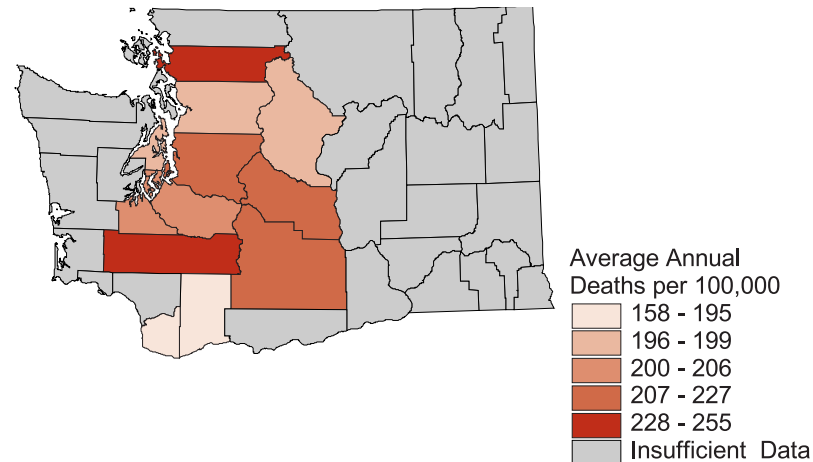 Average Annual
Deaths per 100,000
158 - 195
196 - 199
200 - 206
207 - 227
228 - 255
Insufficient Data